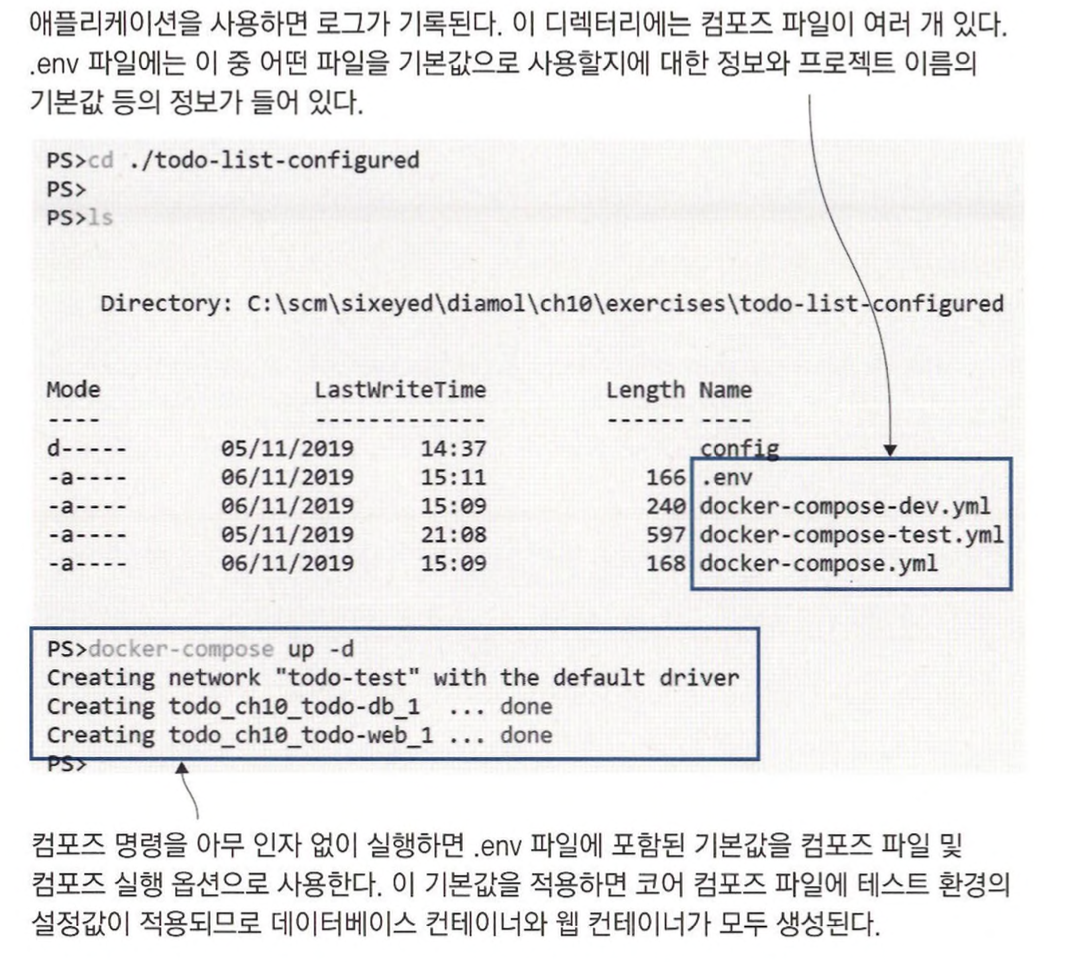 애플리케이션을 사용하면 로그가 기록된다. 이 디렉터리에는 컴포즈 파일이 여러 개 있다.
.env 파일에는 이 중 어떤 파일을 기본값으로 사용할지에 대한 정보와 프로젝트 이름의
기본값 등의 정보가 들어 있다.
PS>cd ./todo-list-configured
PS>
PS>ls
Directory: C:\scm\sixeyed\diamol\ch10\exercises\todo-list-configured
Mode LastWriteTime Length Name
---- ------------- ------ ----
d----- 05/11/2019 14:37 config
-a---- 06/11/2019 15:11 166 .env
-a---- 06/11/2019 15:09 240 docker-compose-dev.yml
-a---- 05/11/2019 21:08 597 docker-compose-test.yml
-a---- 06/11/2019 15:09 168 docker-compose.yml
PS>docker-compose up -d
Creating network "todo-test" with the default driver
Creating todo_ch10_todo-db_1 ... done
Creating todo_ch10_todo-web_1 ... done
PS>
컴포즈 명령을 아무 인자 없이 실행하면 .env 파일에 포함된 기본값을 컴포즈 파일 및
컴포즈 실행 옵션으로 사용한다. 이 기본값을 적용하면 코어 컴포즈 파일에 테스트 환경의
설정값이 적용되므로 데이터베이스 컨테이너와 웹 컨테이너가 모두 생성된다.